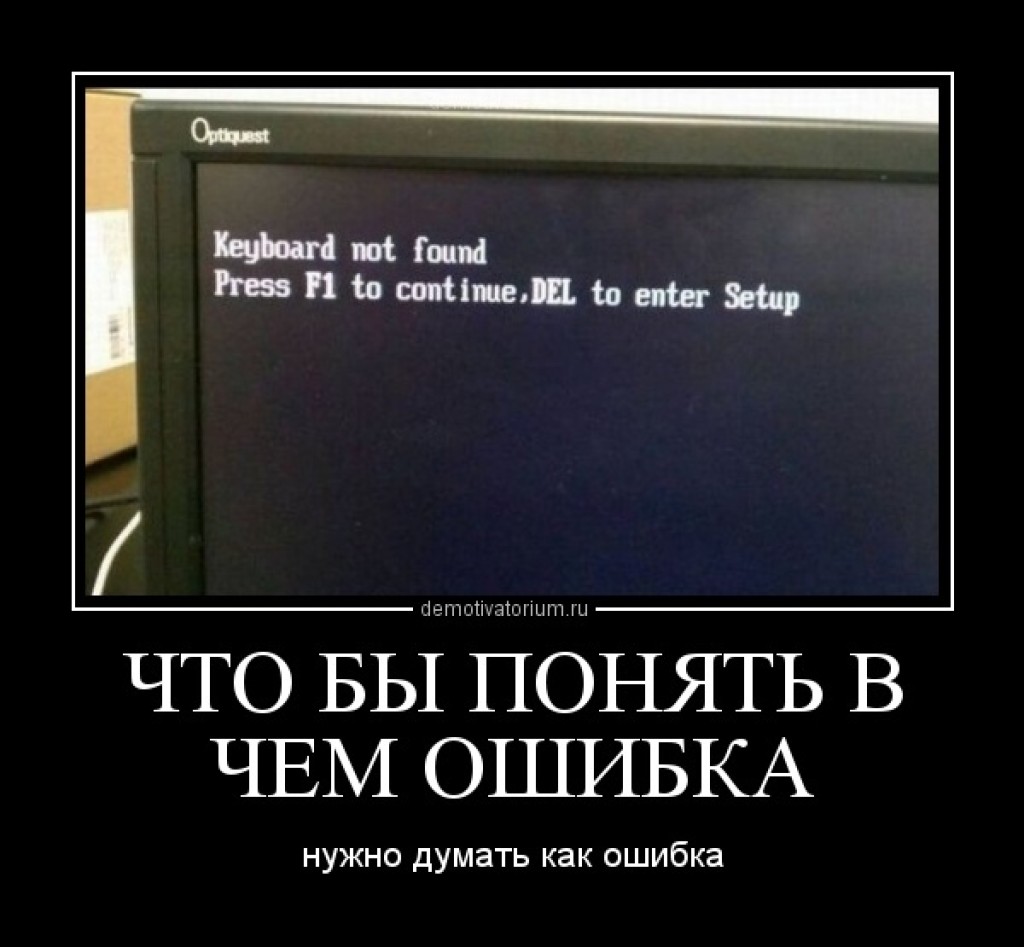 Optiquest
Keyboard not found
Press F1 to continue,DEL to enter Setup
demotivatorium.ru
ЧТО БЫ ПОНЯТЬ В
ЧЕМ ОШИБКА
нужно думать как ошибка